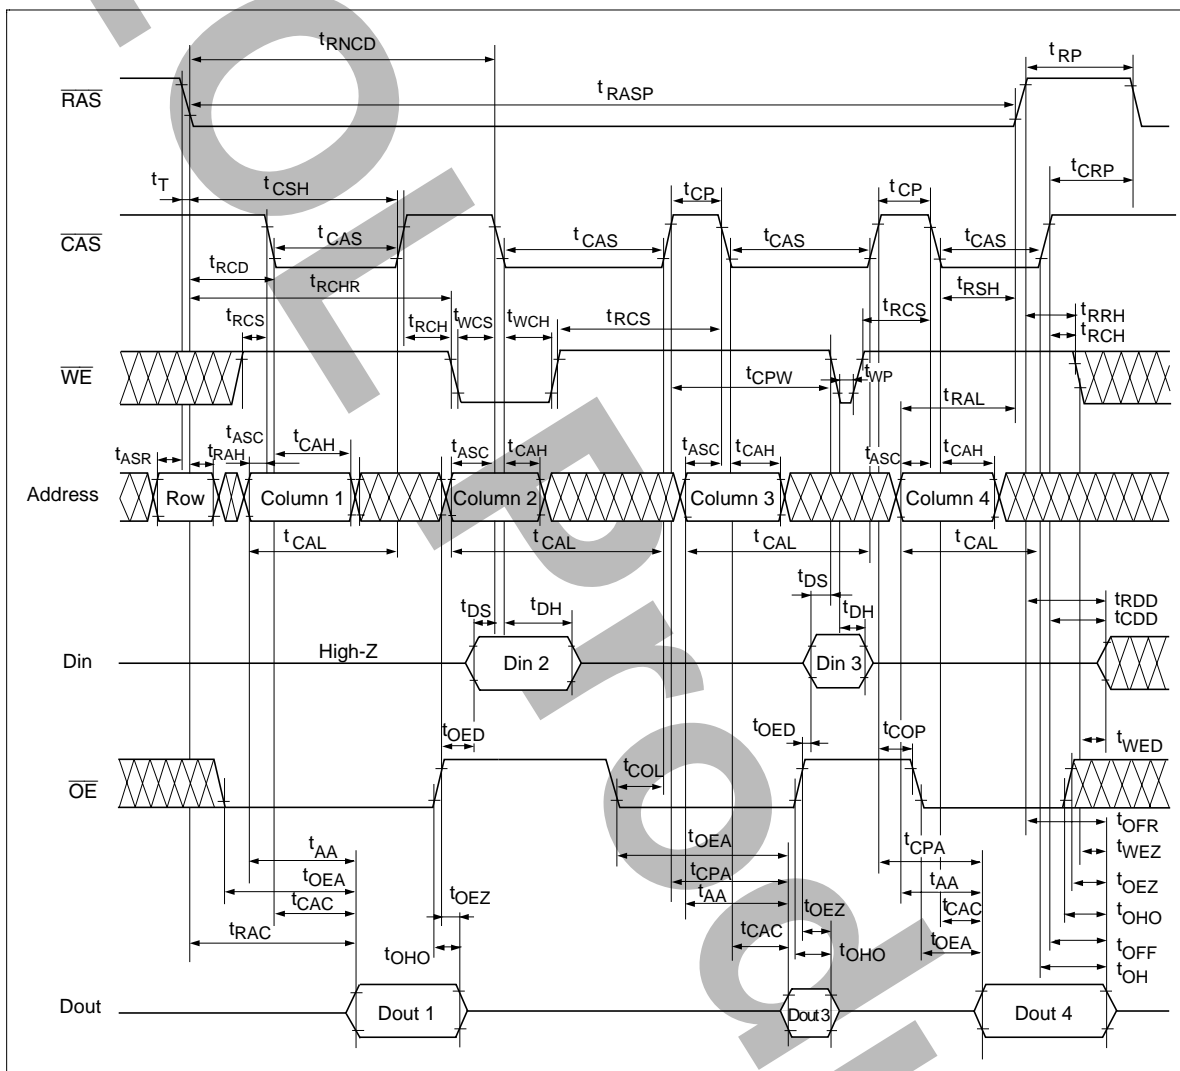 tRNCD
tRP
RAS
tRASP
tT
tCSH
tCP
tCP
tCRP
CAS
tCAS
tCAS
tCAS
tCAS
tRCD
tRCHR
tRSH
tRCS
tRCH
tWCS
tWCH
tRCS
tRCS
tRRH
tRCH
WE
tCPW
tWP
tRAL
tASR
tRAH
tASC
tCAH
tASC
tCAH
tASC
tCAH
tASC
tCAH
Address
Row
Column 1
Column 2
Column 3
Column 4
tCAL
tCAL
tCAL
tCAL
tDS
tDH
tDS
tDH
tRDD
tCDD
Din
High-Z
Din 2
Din 3
tOED
tOED
tCOP
tWED
OE
tCOL
tOFR
tAA
tOEA
tCPA
tWEZ
tOEA
tCPA
tAA
tOEZ
tCAC
tOEZ
tAA
tOEZ
tCAC
tOHO
tRAC
tOHO
tCAC
tOHO
tOEA
tOFF
tOH
Dout
Dout 1
Dout 3
Dout 4
EOL Prod